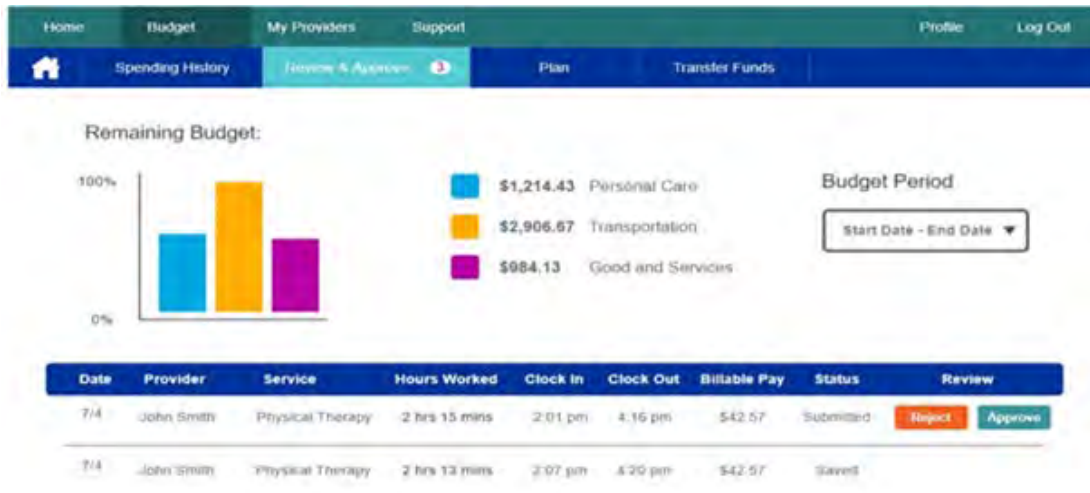 Home Budget My Providers Support Profile Log Out
Spending History Review & Approve 3 Plan Transfer Funds
Remaining Budget:
100%
0%
$1,214.43 Personal Care
$2,906.67 Transportation
$984.13 Good and Services
Budget Period
Start Date - End Date
Date Provider Service Hours Worked Clock In Clock Out Billable Pay Status Review
7/4 John Smith Physical Therapy 2 hrs 15 mins 2:01 pm 4:16 pm $42.57 Submitted Reject Approve
7/4 John Smith Physical Therapy 2 hrs 13 mins 2:07 pm 4:20 pm $42.57 Saved